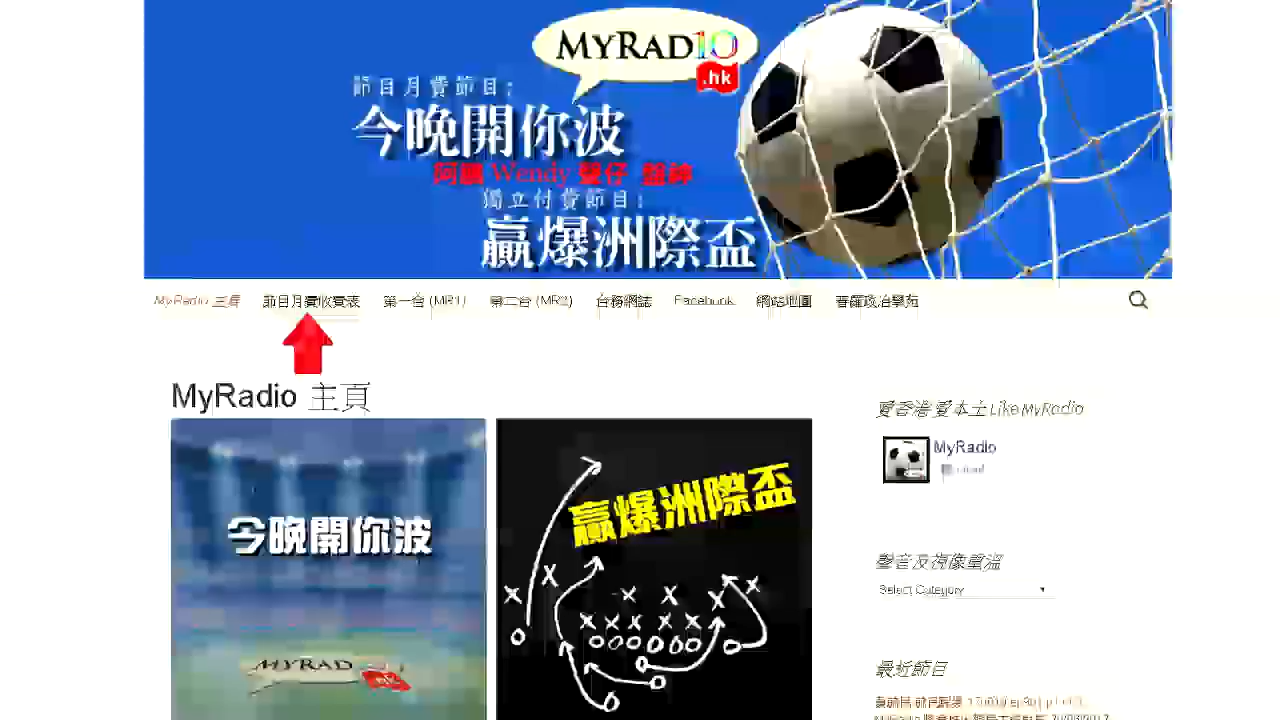 MYRADIO
.hk
節目月費節目:
今晚開你波
阿鵬 Wendy 聲仔 盤神
獨立付費節目:
贏爆洲際盃
MyRadio 主頁
節目月費收費表
第一台 (MR1)
第二台 (MR2)
台務網誌
Facebook
網站地圖
普羅政治學苑
MyRadio 主頁
今晚開你波
MYRAD
贏爆洲際盃
愛香港 愛本土 Like MyRadio
MyRadio
聲音及視像重溫
Select Category
最近節目